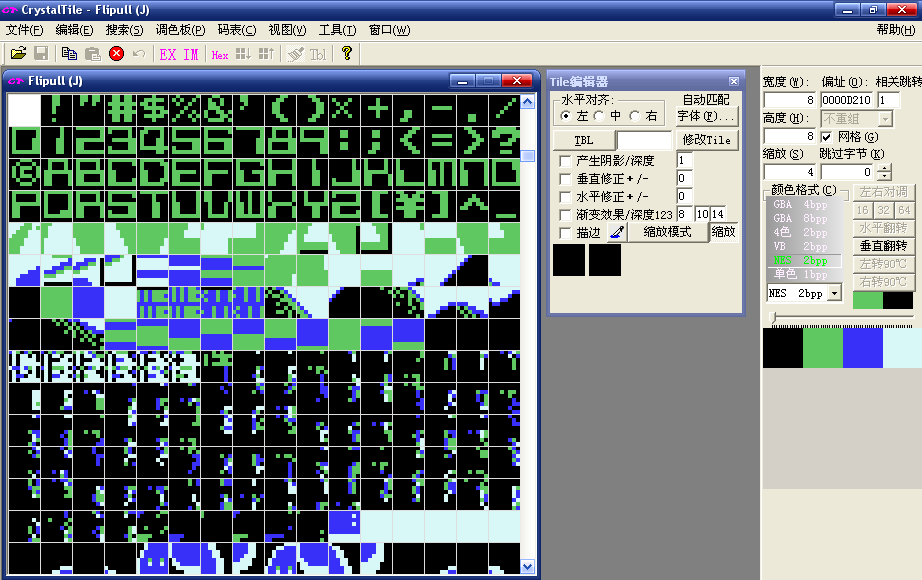 CrystalTile - Flipull (J)
文件(F) 编辑(E) 搜索(S) 调色板(P) 码表(C) 视图(V) 工具(T) 窗口(W) 帮助(H)
EX IM Hex Tbl ?
Flipull (J)
! " # $ % & ' ( ) × + , - . /
0 1 2 3 4 5 6 7 8 9 : ; < = > ?
© A B C D E F G H I J K L M N O
P Q R S T U V W X Y Z [ ¥ ] ^ _
Tile编辑器
水平对齐: 自动匹配
左 中 右 字体(F)...
TBL 修改Tile
产生阴影/深度 1
垂直修正+/- 0
水平修正+/- 0
渐变效果/深度123 8 10 14
描边 缩放模式 缩放
宽度(W): 偏址(O): 相关跳转
8 0000D210 1
高度(H): 不重组
8 网格(G)
缩放(S) 跳过字节(K)
4 0
颜色格式(C)
GBA 4bpp
GBA 8bpp
4色 2bpp
VB 2bpp
NES 2bpp
单色 1bpp
NES 2bpp
左右对调
16 32 64
水平翻转
垂直翻转
左转90℃
右转90℃